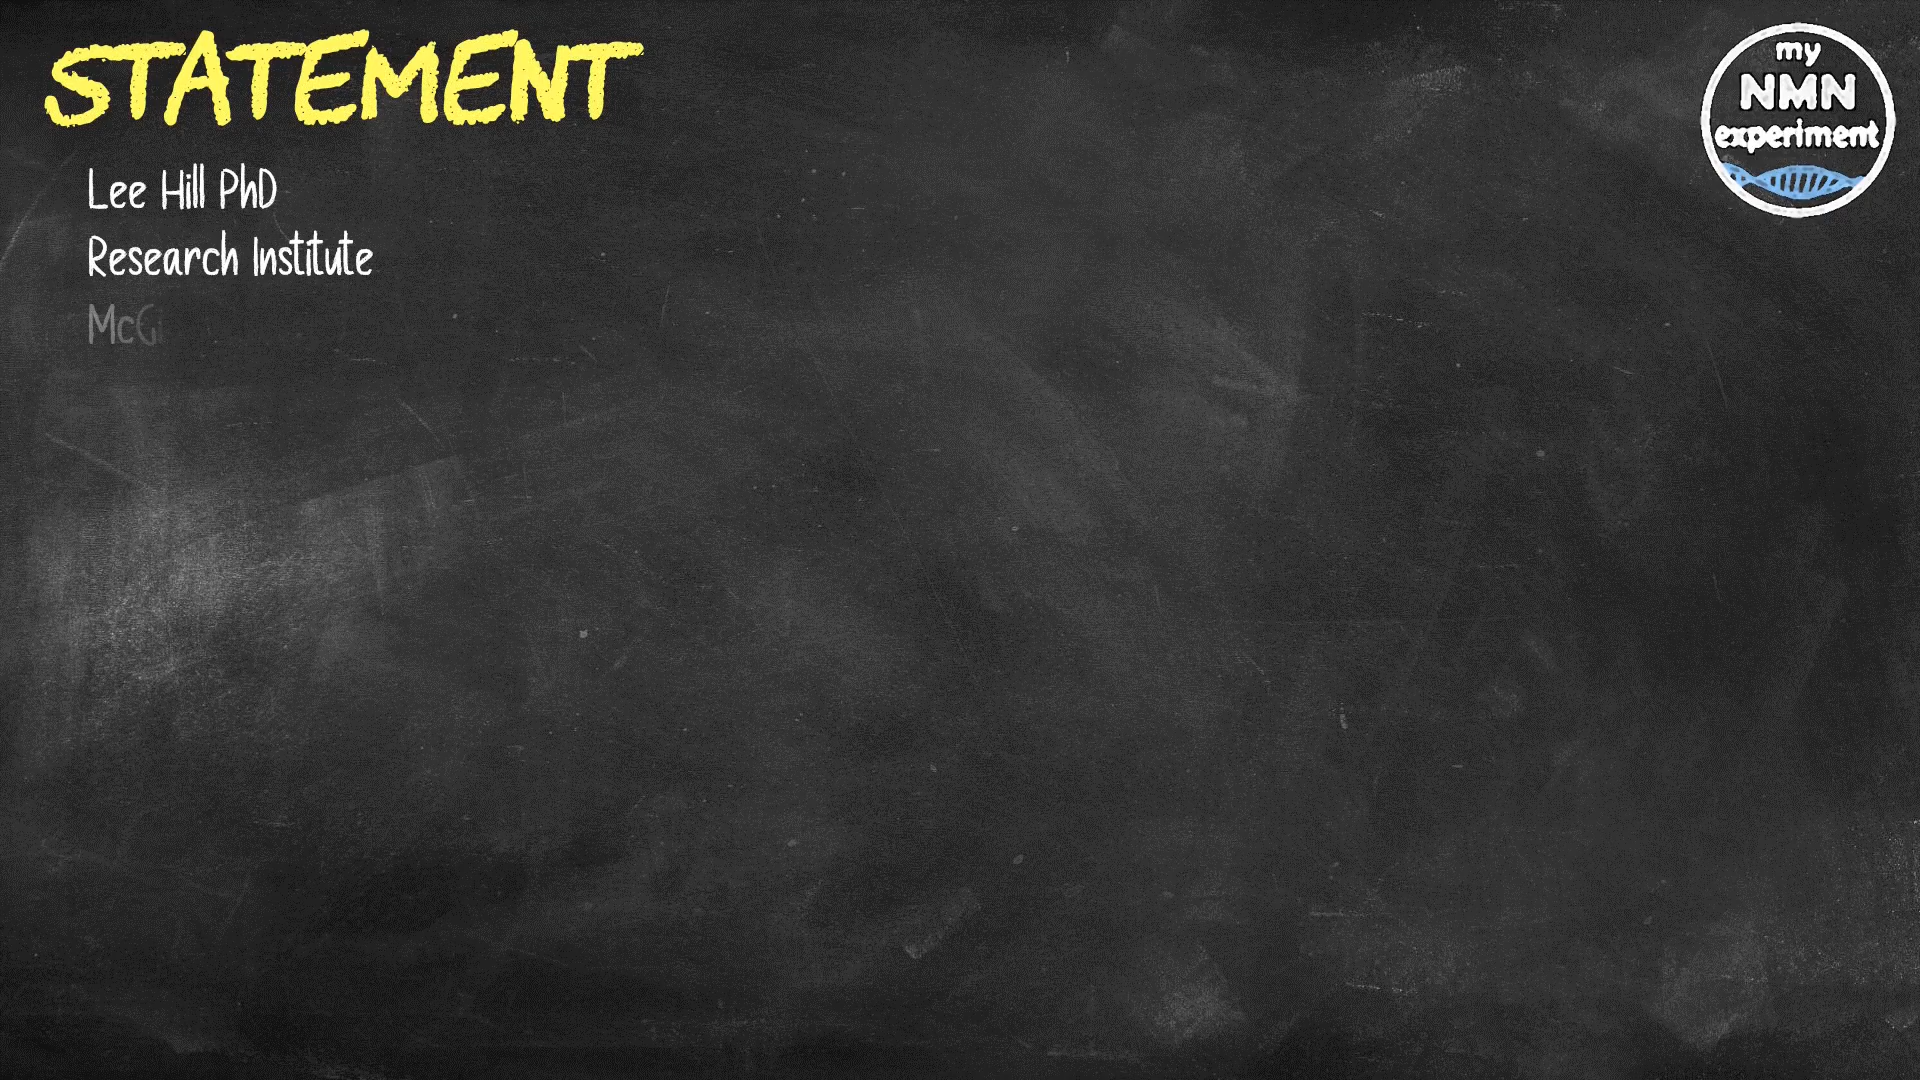 STATEMENT
Lee Hill PhD
Research Institute
my
NMN
experiment